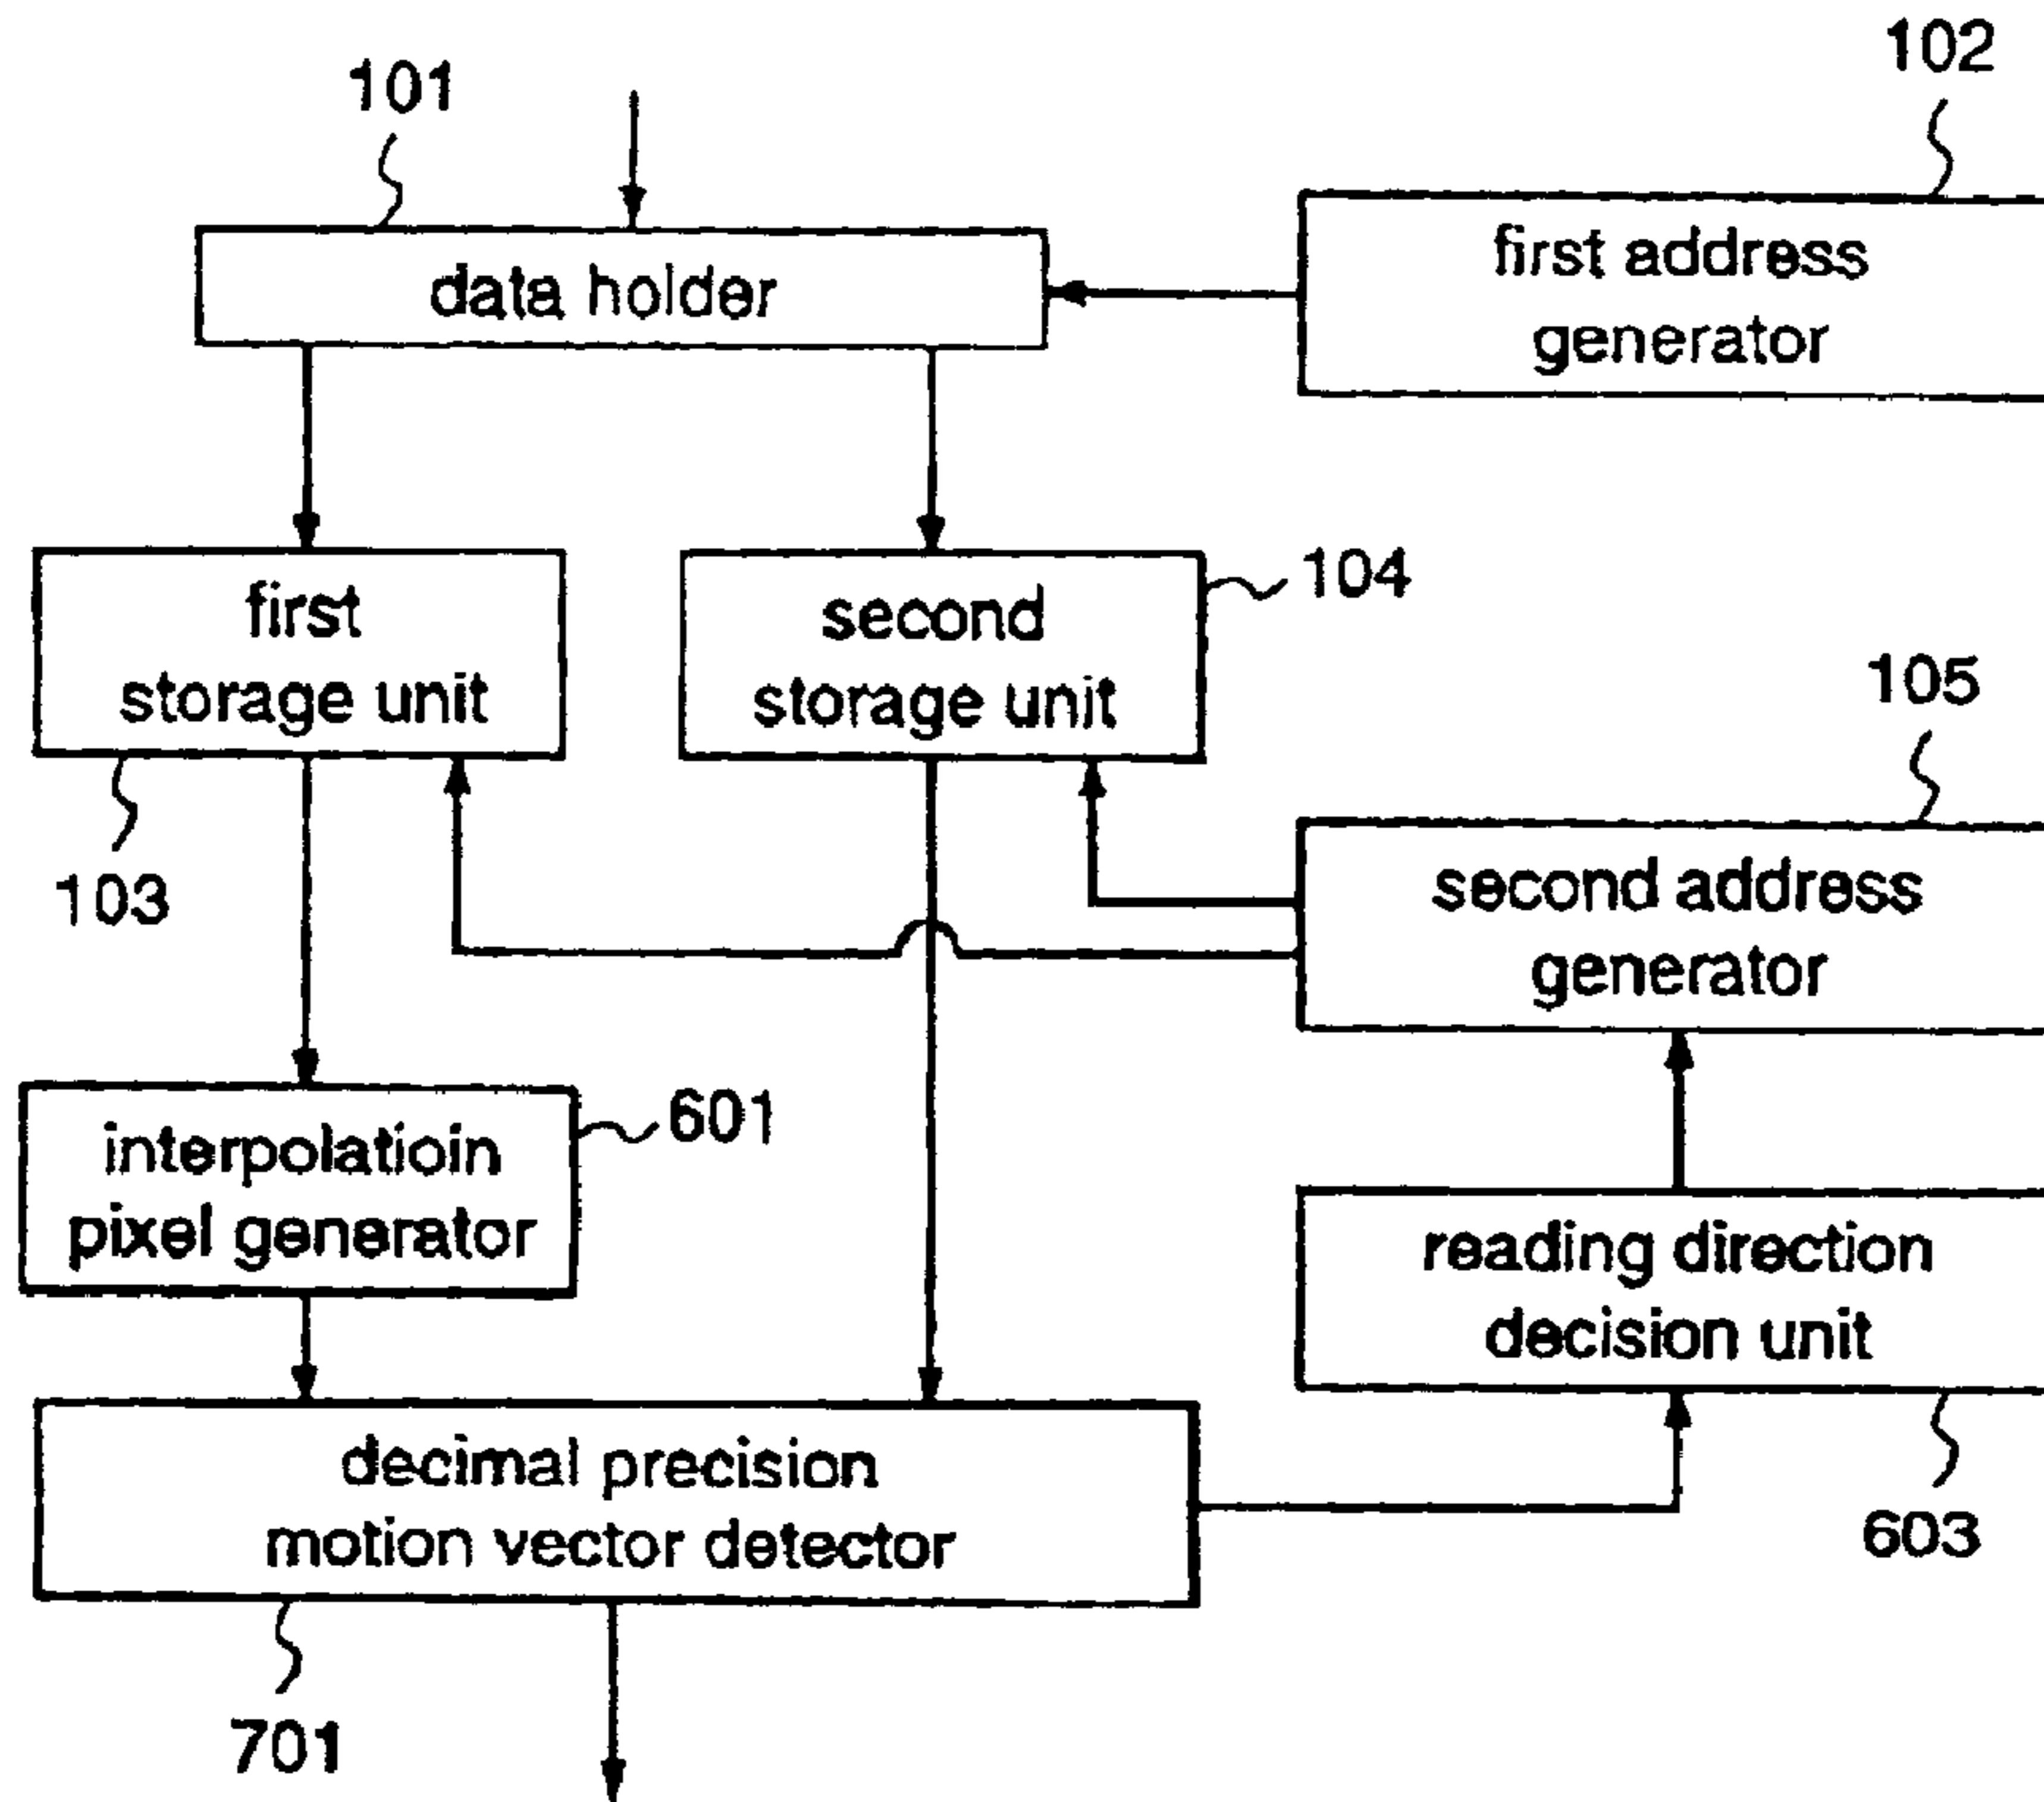 102
101
first address
generator
data holder
first
storage unit
second
storage unit
104
105
103
second address
generator
601
interpolatioin
pixel generator
reading direction
decision unit
decimal precision
motion vector detector
603
701